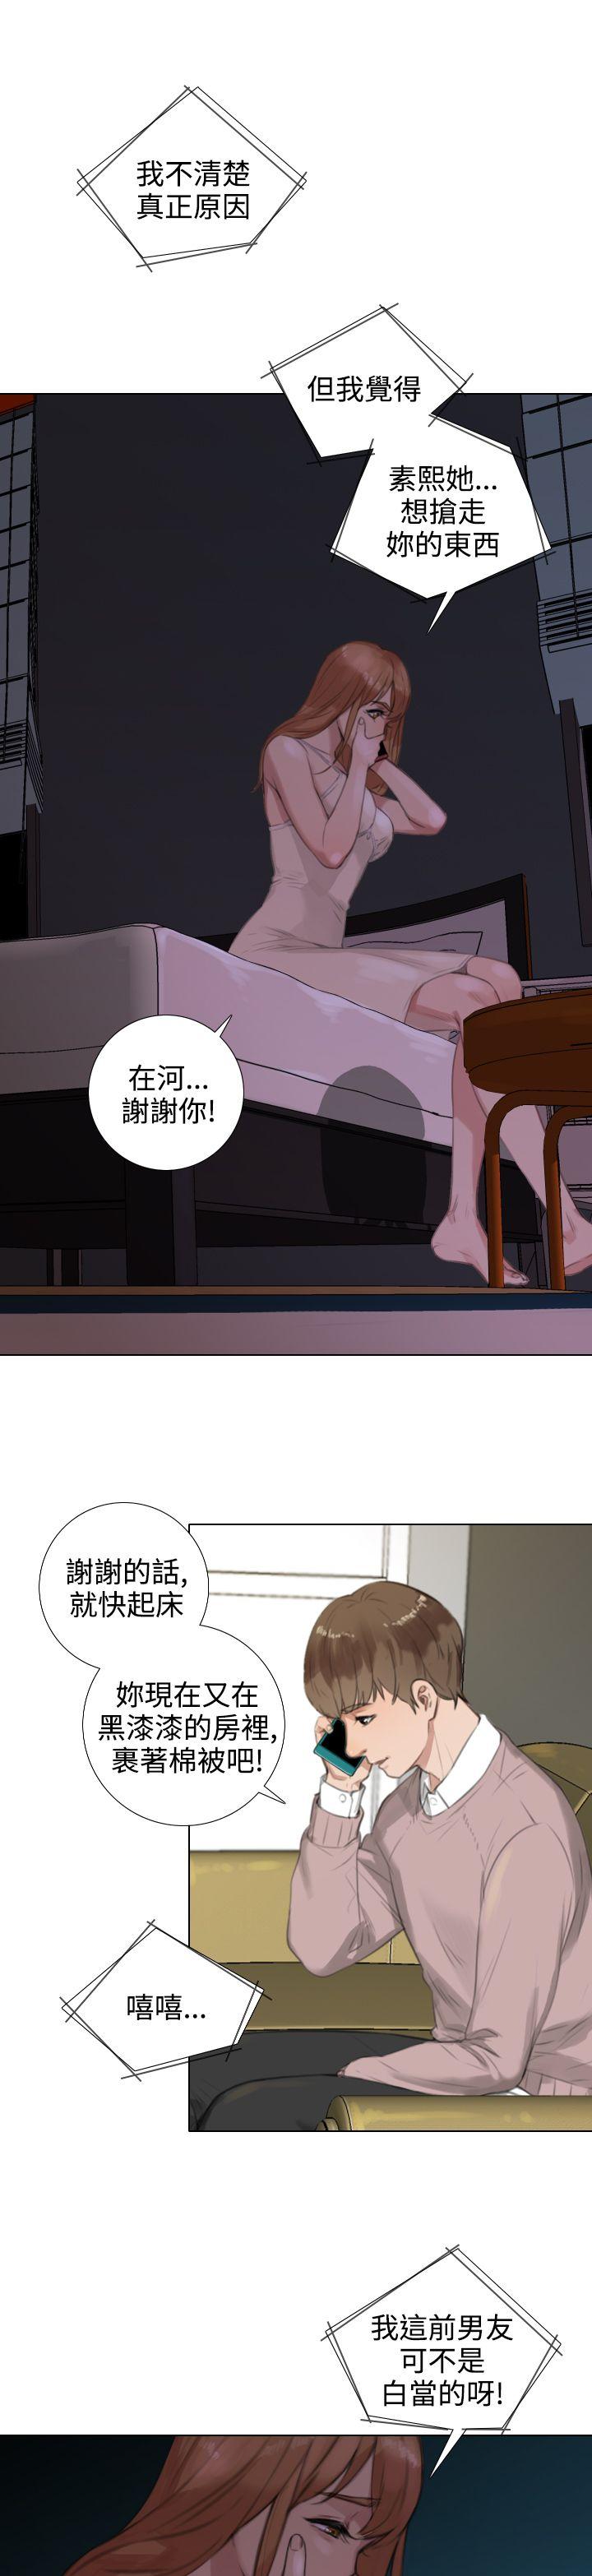 我不清楚
真正原因
但我覺得
素熙她...
想搶走
妳的東西
在河...
謝謝你!
謝謝的話,
就快起床
妳現在又在
黑漆漆的房裡,
裹著棉被吧!
嘻嘻...
我這前男友
可不是
白當的呀!